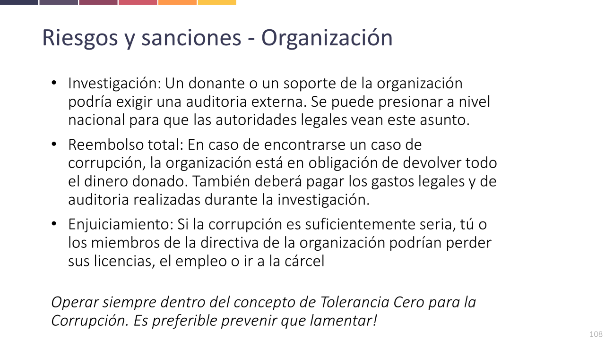 Riesgos y sanciones - Organización
• Investigación: Un donante o un soporte de la organización
podría exigir una auditoria externa. Se puede presionar a nivel
nacional para que las autoridades legales vean este asunto.
• Reembolso total: En caso de encontrarse un caso de
corrupción, la organización está en obligación de devolver todo
el dinero donado. También deberá pagar los gastos legales y de
auditoria realizadas durante la investigación.
• Enjuiciamiento: Si la corrupción es suficientemente seria, tú o
los miembros de la directiva de la organización podrían perder
sus licencias, el empleo o ir a la cárcel
Operar siempre dentro del concepto de Tolerancia Cero para la
Corrupción. Es preferible prevenir que lamentar!
108